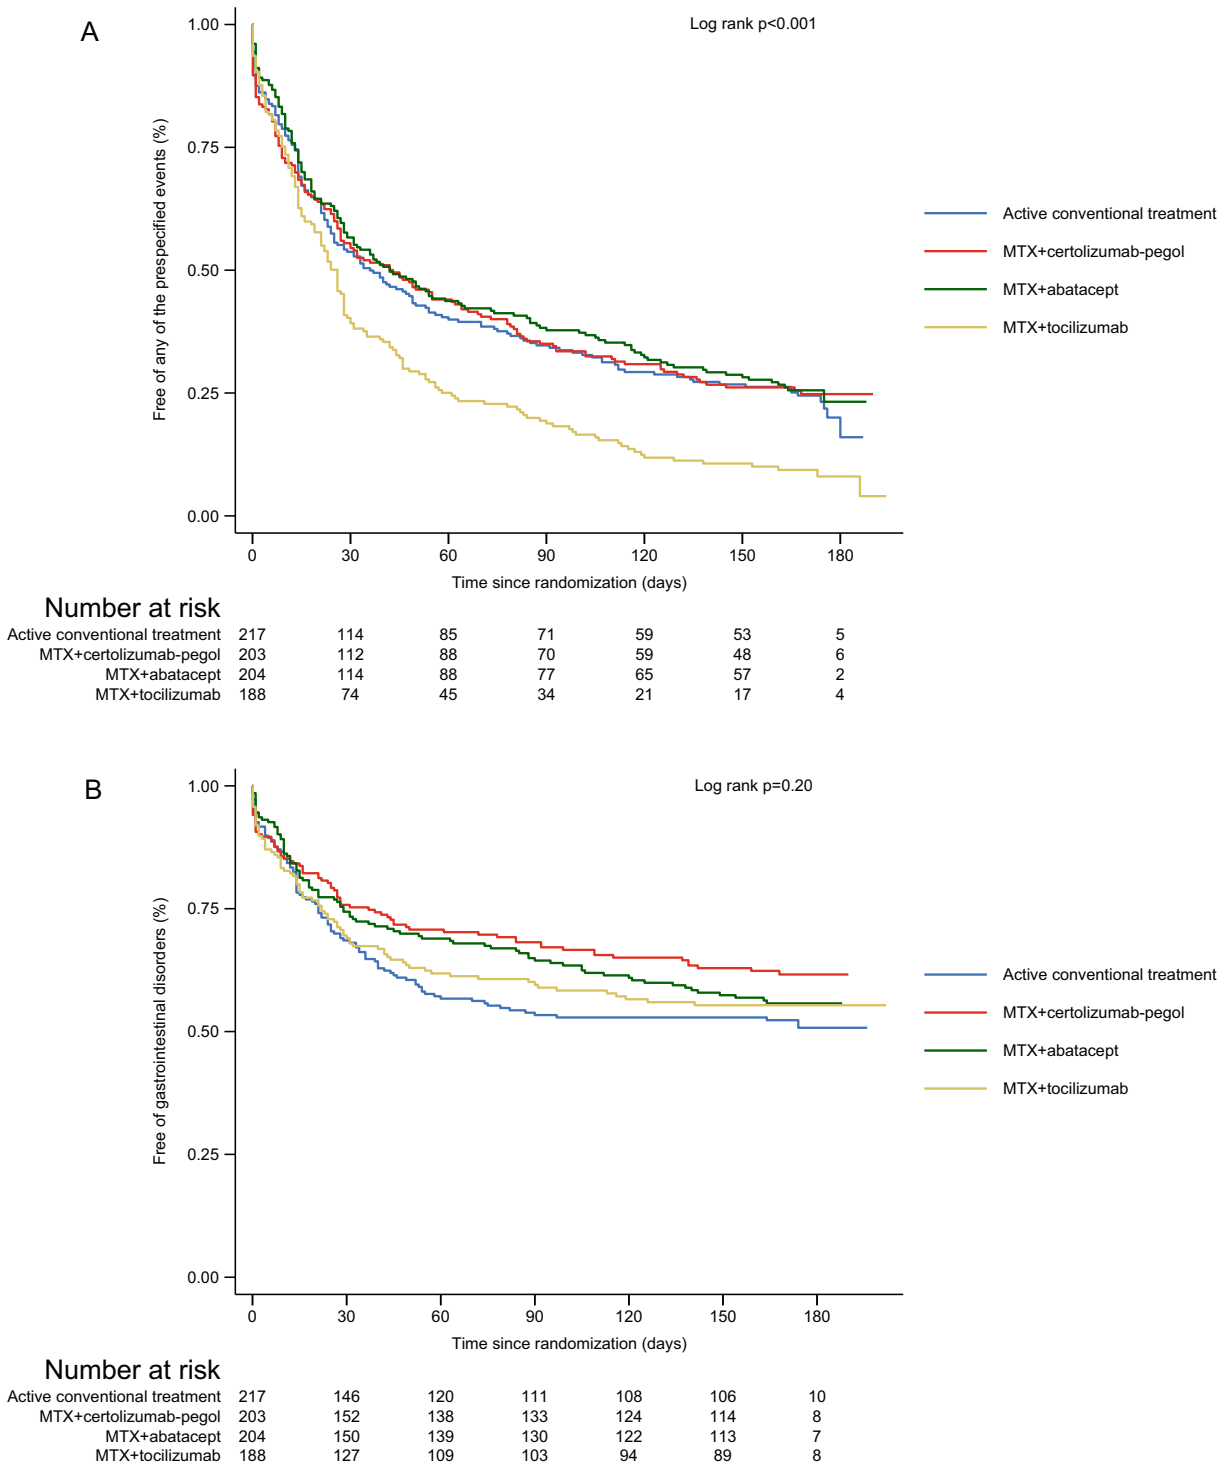 A
Log rank p<0.001
Free of any of the prespecified events (%)
1.00
0.75
0.50
0.25
0.00
0 30 60 90 120 150 180
Time since randomization (days)
Active conventional treatment
MTX+certolizumab-pegol
MTX+abatacept
MTX+tocilizumab
Number at risk
Active conventional treatment 217 114 85 71 59 53 5
MTX+certolizumab-pegol 203 112 88 70 59 48 6
MTX+abatacept 204 114 88 77 65 57 2
MTX+tocilizumab 188 74 45 34 21 17 4
B
Log rank p=0.20
Free of gastrointestinal disorders (%)
1.00
0.75
0.50
0.25
0.00
0 30 60 90 120 150 180
Time since randomization (days)
Active conventional treatment
MTX+certolizumab-pegol
MTX+abatacept
MTX+tocilizumab
Number at risk
Active conventional treatment 217 146 120 111 108 106 10
MTX+certolizumab-pegol 203 152 138 133 124 114 8
MTX+abatacept 204 150 139 130 122 113 7
MTX+tocilizumab 188 127 109 103 94 89 8